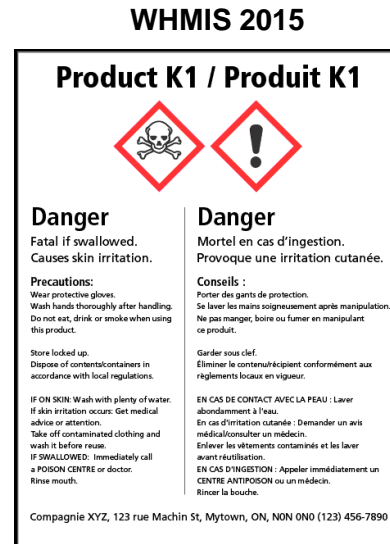 WHMIS 2015
Product K1 / Produit K1
Danger
Fatal if swallowed.
Causes skin irritation.
Precautions:
Wear protective gloves.
Wash hands thoroughly after handling.
Do not eat, drink or smoke when using
this product.
Store locked up.
Dispose of contents/containers in
accordance with local regulations.
IF ON SKIN: Wash with plenty of water.
If skin irritation occurs: Get medical
advice or attention.
Take off contaminated clothing and
wash it before reuse.
IF SWALLOWED: Immediately call
a POISON CENTRE or doctor.
Rinse mouth.
Danger
Mortel en cas d'ingestion.
Provoque une irritation cutanée.
Conseils :
Porter des gants de protection.
Se laver les mains soigneusement après manipulation.
Ne pas manger, boire ou fumer en manipulant
ce produit.
Garder sous clef.
Éliminer le contenu/récipient conformément aux
règlements locaux en vigueur.
EN CAS DE CONTACT AVEC LA PEAU : Laver
abondamment à l'eau.
En cas d'irritation cutanée : Demander un avis
médical/consulter un médecin.
Enlever les vêtements contaminés et les laver
avant réutilisation.
EN CAS D'INGESTION : Appeler immédiatement un
CENTRE ANTIPOISON ou un médecin.
Rincer la bouche.
Compagnie XYZ, 123 rue Machin St, Mytown, ON, N0N 0N0 (123) 456-7890